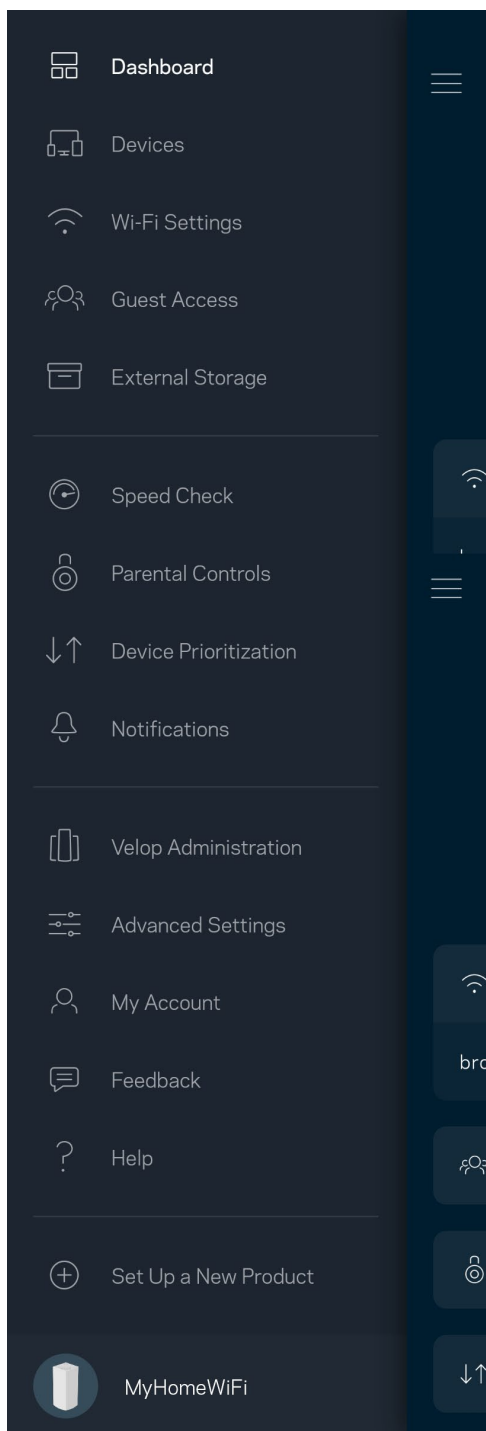 Dashboard
Devices
Wi-Fi Settings
Guest Access
External Storage
Speed Check
Parental Controls
Device Prioritization
Notifications
Velop Administration
Advanced Settings
My Account
Feedback
Help
Set Up a New Product
MyHomeWiFi